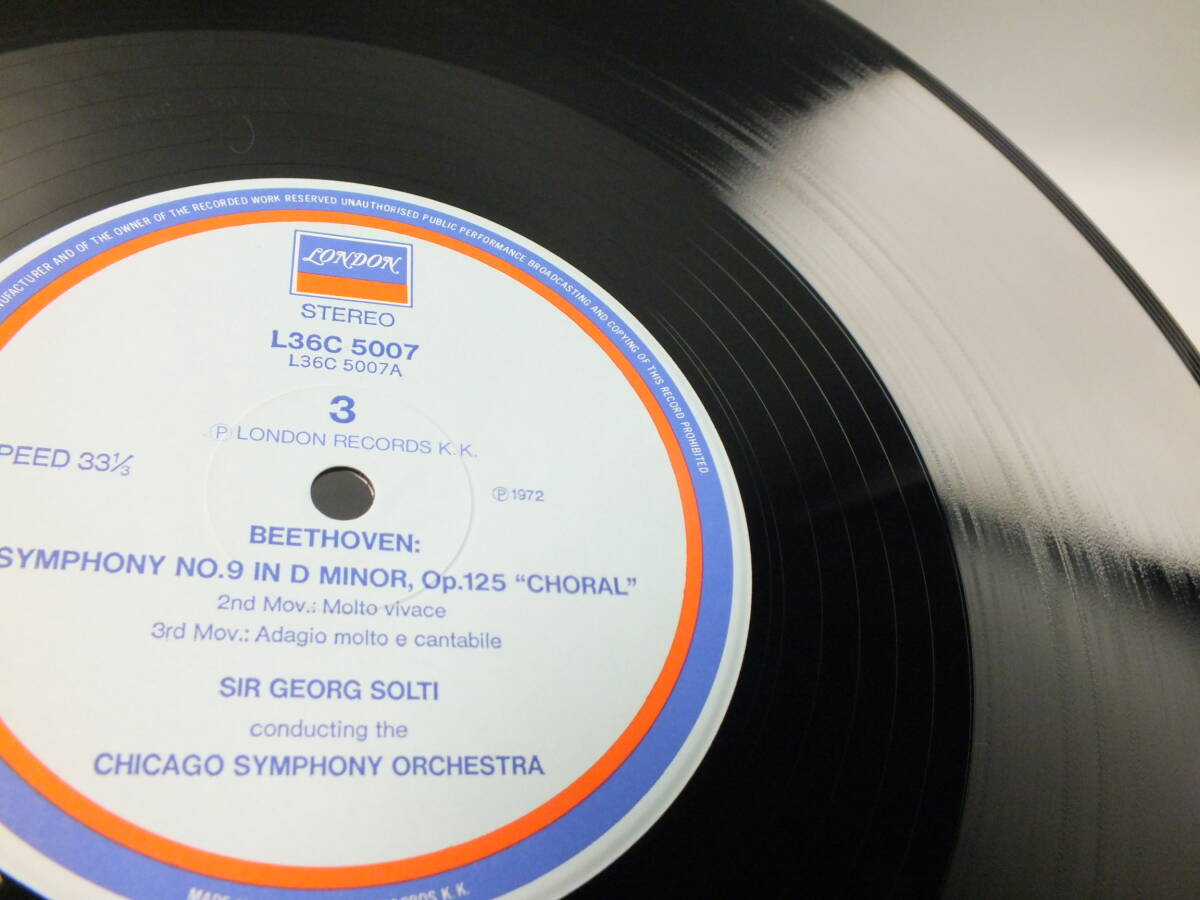 MANUFACTURER AND OF THE OWNER OF THE RECORDED WORK RESERVED UNAUTHORISED PUBLIC PERFORMANCE BROADCASTING AND COPYING OF THIS RECORD PROHIBITED
LONDON
STEREO
L36C 5007
L36C 5007A
3
Ⓟ LONDON RECORDS K.K.
SPEED 33⅓
Ⓟ 1972
BEETHOVEN:
SYMPHONY NO.9 IN D MINOR, Op.125 “CHORAL”
2nd Mov.: Molto vivace
3rd Mov.: Adagio molto e cantabile
SIR GEORG SOLTI
conducting the
CHICAGO SYMPHONY ORCHESTRA
MADE K.K.